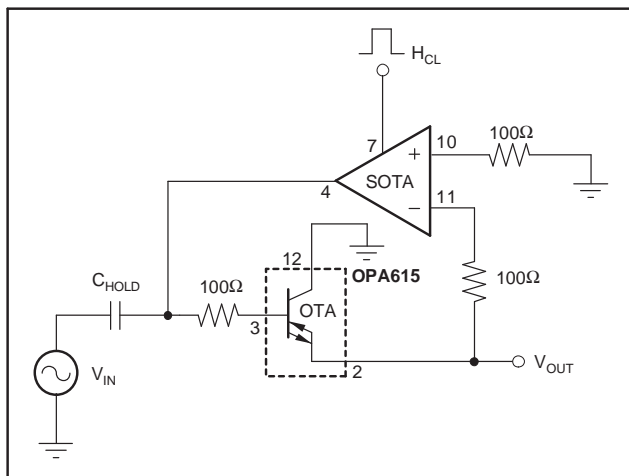 H_CL
7
10
100Ω
+
4
SOTA
11
−
12
OPA615
C_HOLD
100Ω
100Ω
OTA
3
2
V_OUT
V_IN